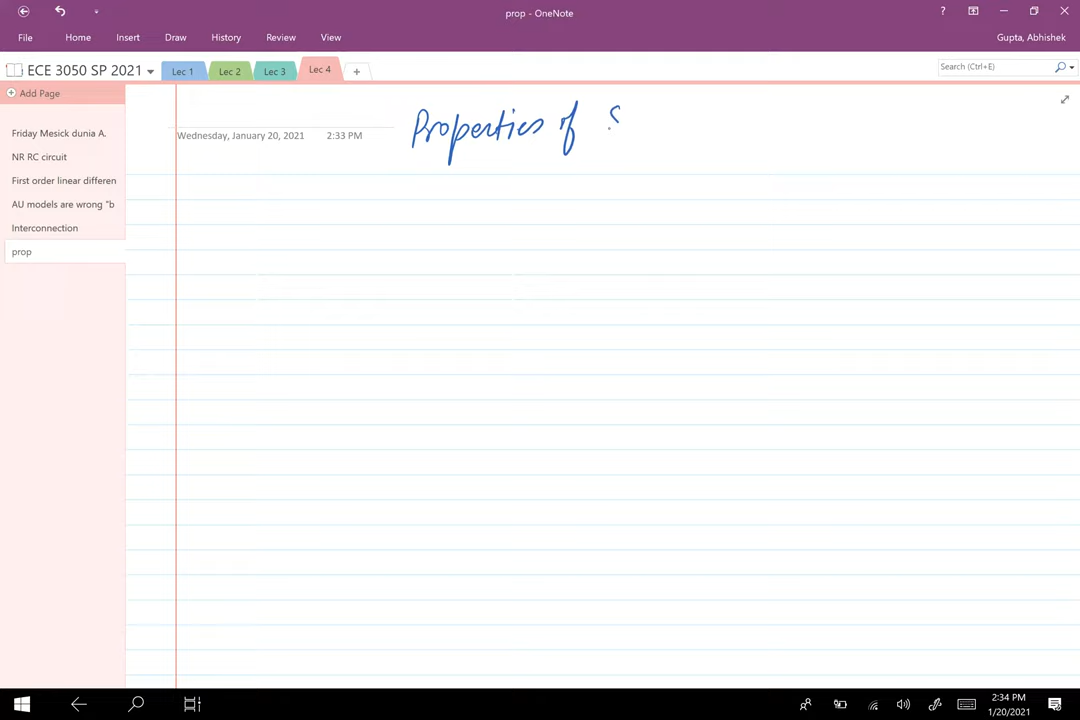 prop - OneNote
File Home Insert Draw History Review View
Gupta, Abhishek
ECE 3050 SP 2021
Lec 1 Lec 2 Lec 3 Lec 4
Search (Ctrl+E)
Add Page
Friday Mesick dunia A.
NR RC circuit
First order linear differen
AU models are wrong "b
Interconnection
prop
Wednesday, January 20, 2021 2:33 PM
Properties of S
2:34 PM
1/20/2021